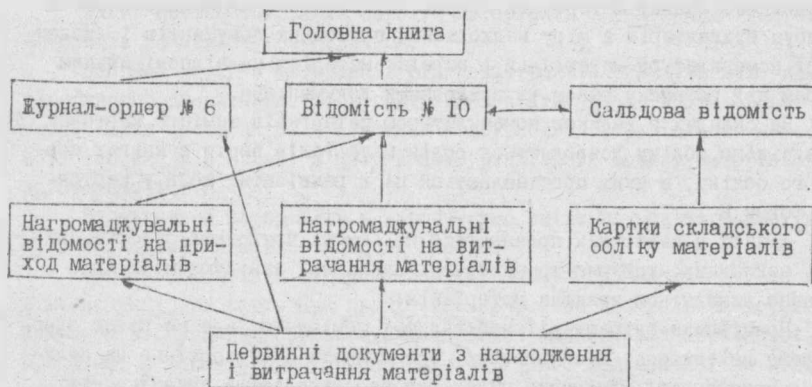 Головна книга
Журнал-ордер № 6
Відомість № 10
Сальдова відомість
Нагромаджувальні
відомості на при-
ход матеріалів
Нагромаджувальні
відомості на вит-
рачання матеріалів
Картки складського
обліку матеріалів
Первинні документи з надходження
і витрачання матеріалів